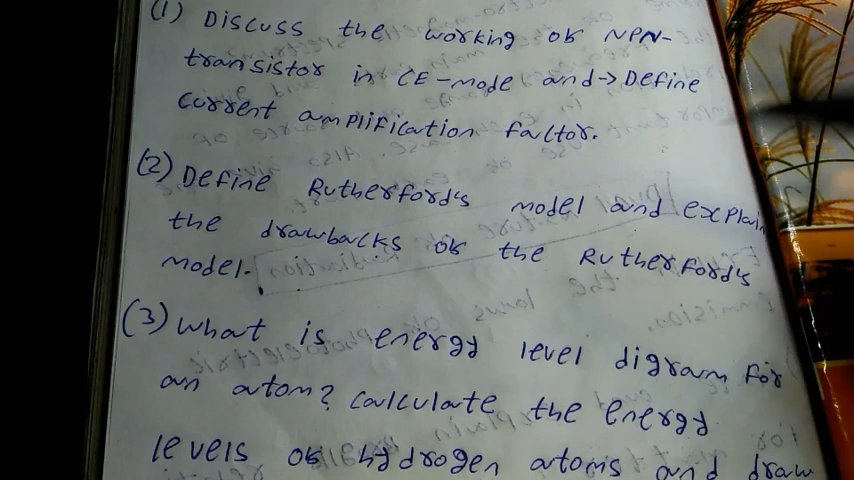 (1) Discuss the working of NPN-
transistor in CE-mode and→Define
current amplification factor.
(2) Define Rutherford's model and explain
the drawbacks of the Rutherford's
model.
(3) What is energy level digram for
an atom? Calculate the energy
levels of hydrogen atoms and draw